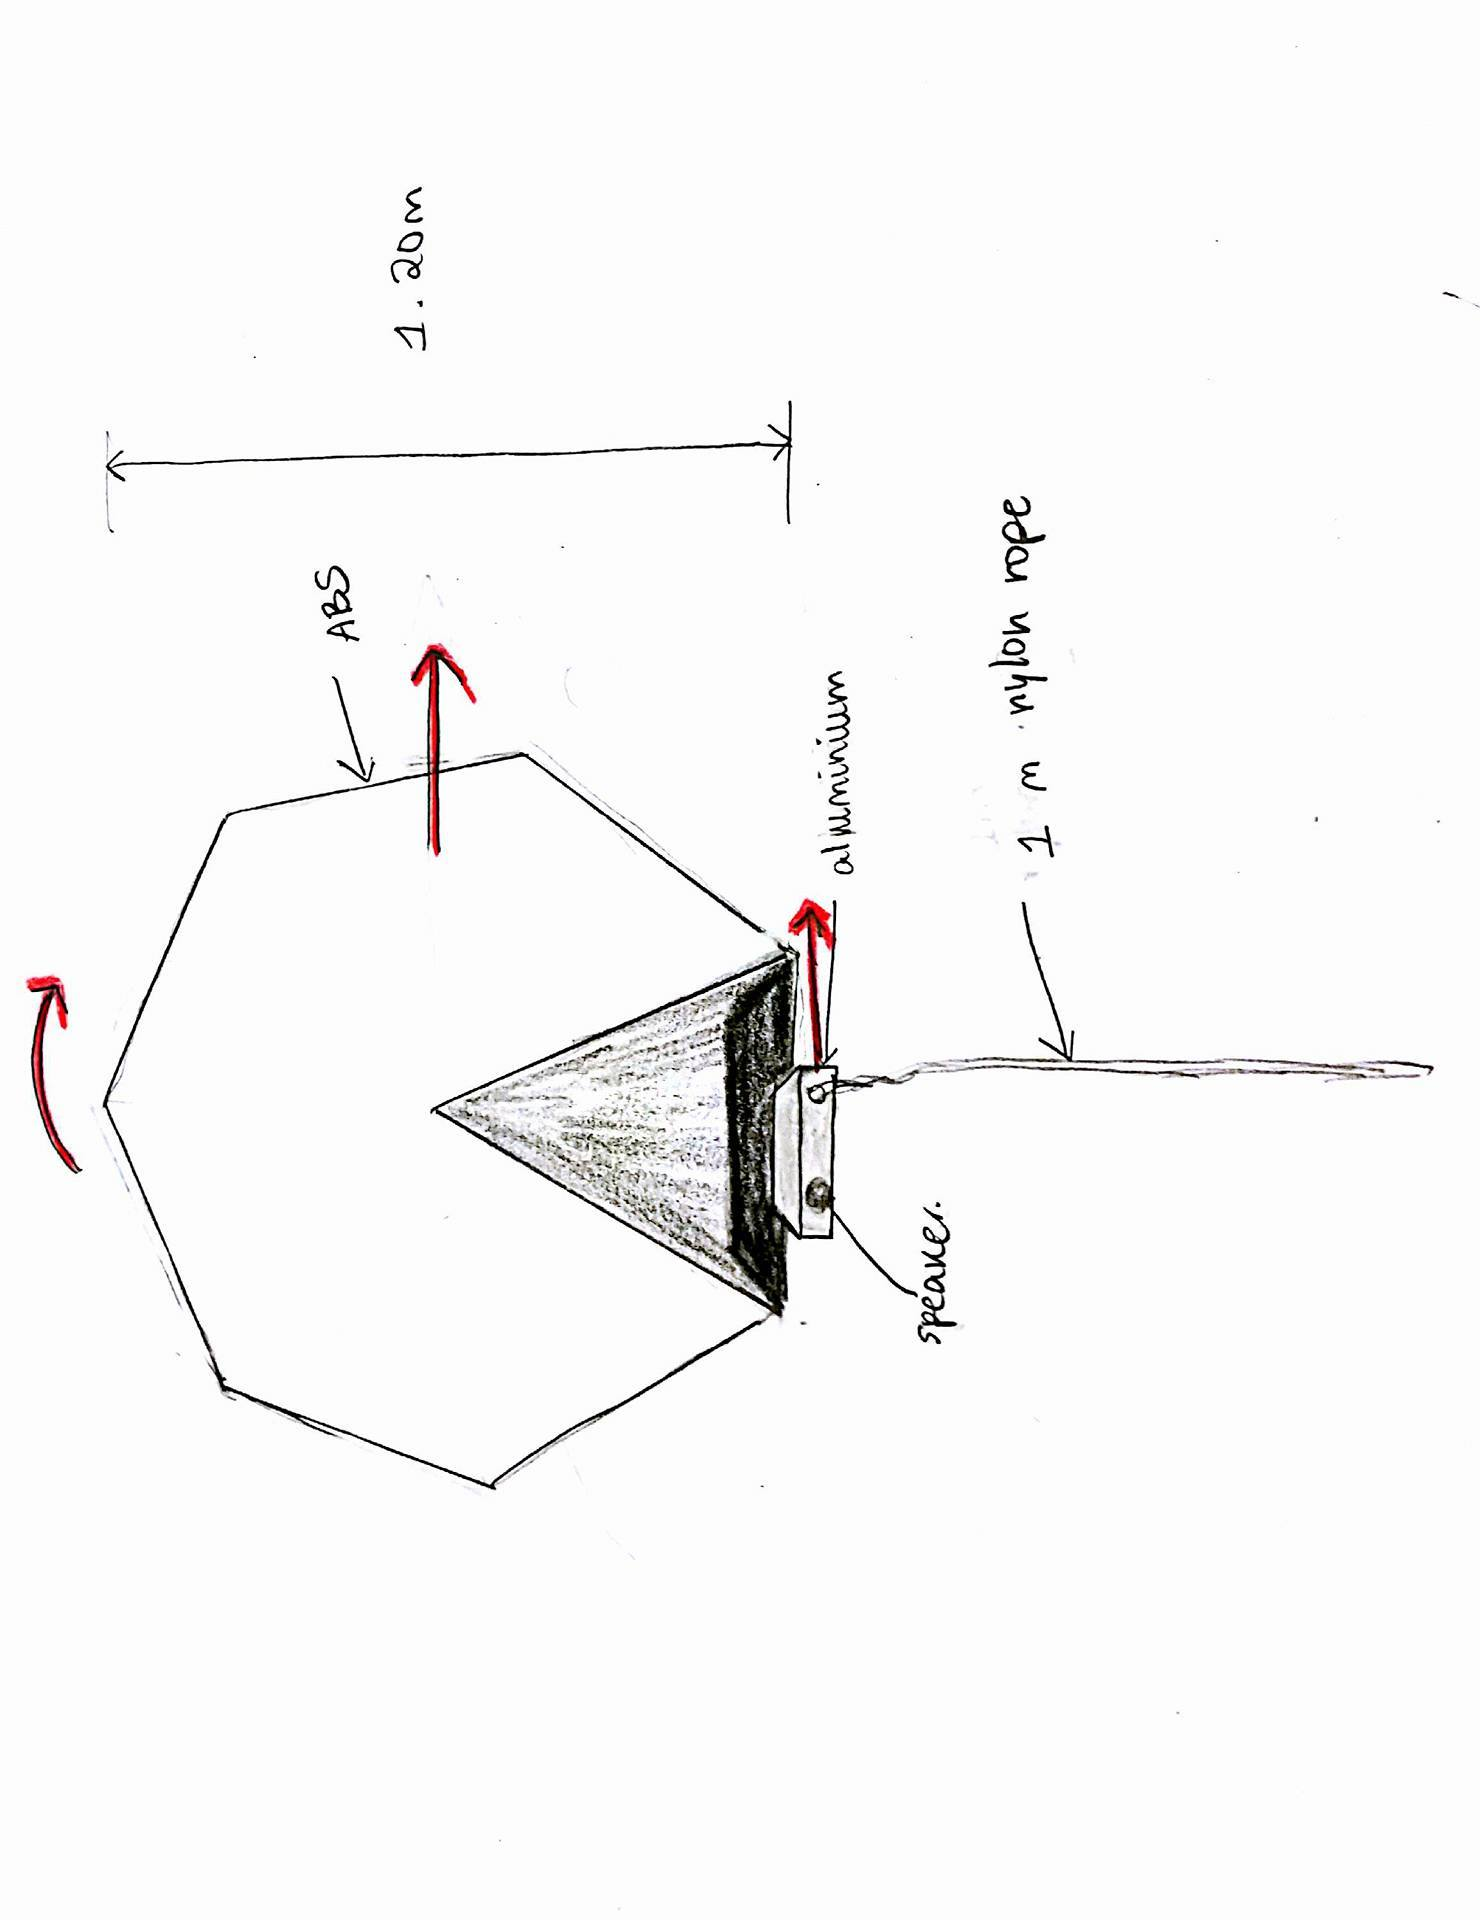 1.20m
ABS
aluminium
1 m nylon rope
speaker.